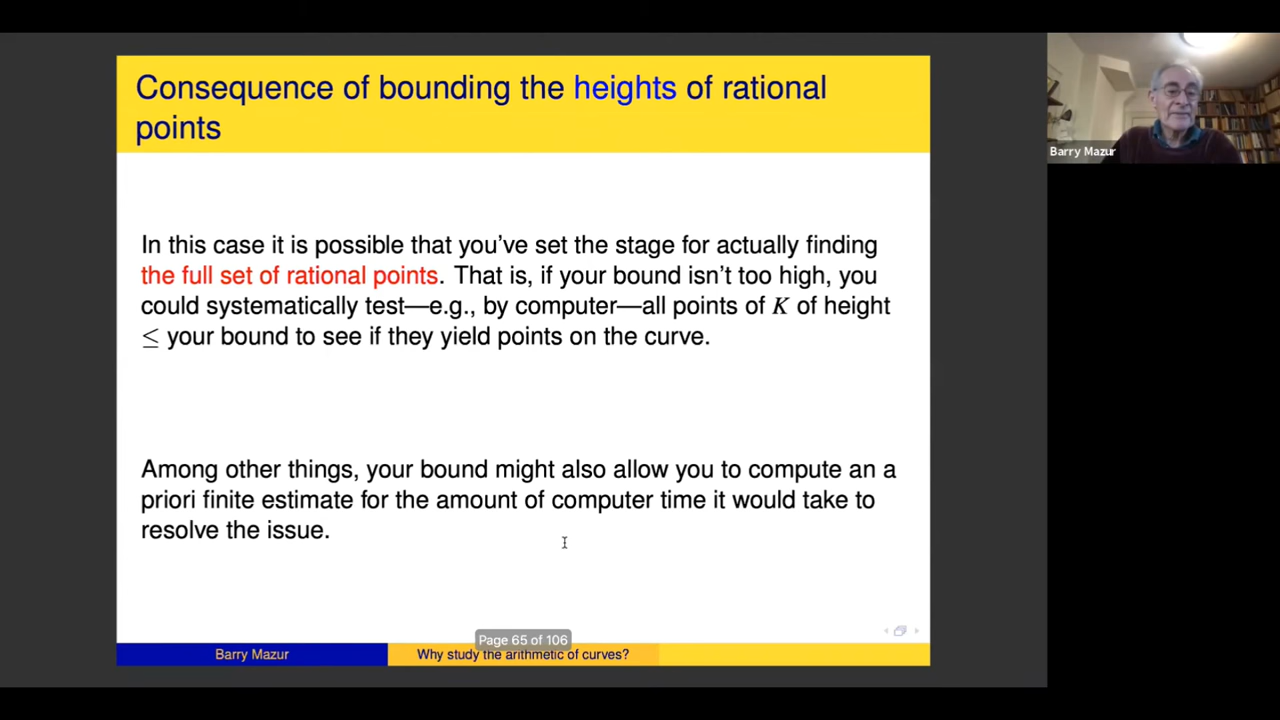 Consequence of bounding the heights of rational
points
Barry Mazur
In this case it is possible that you've set the stage for actually finding
the full set of rational points. That is, if your bound isn't too high, you
could systematically test—e.g., by computer—all points of K of height
≤ your bound to see if they yield points on the curve.
Among other things, your bound might also allow you to compute an a
priori finite estimate for the amount of computer time it would take to
resolve the issue.
Page 65 of 106
Barry Mazur
Why study the arithmetic of curves?